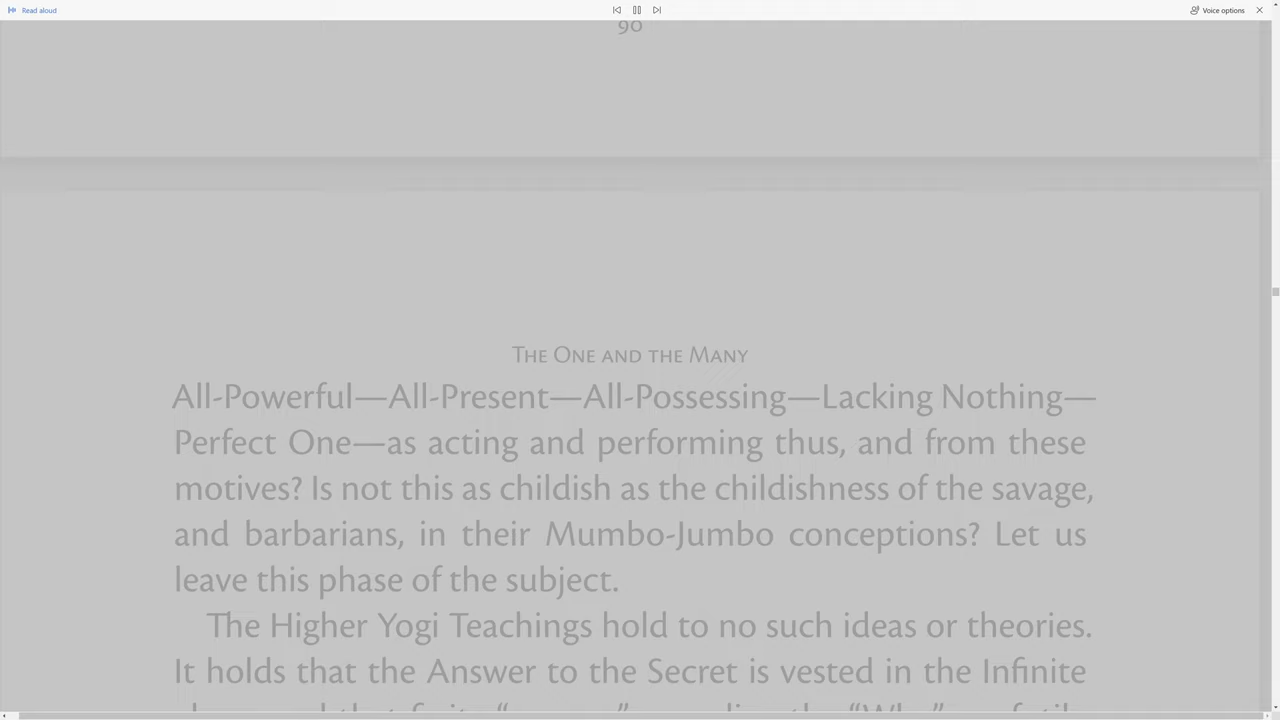 Read aloud
Voice options
90
The One and the Many
All-Powerful—All-Present—All-Possessing—Lacking Nothing—
Perfect One—as acting and performing thus, and from these
motives? Is not this as childish as the childishness of the savage,
and barbarians, in their Mumbo-Jumbo conceptions? Let us
leave this phase of the subject.
The Higher Yogi Teachings hold to no such ideas or theories.
It holds that the Answer to the Secret is vested in the Infinite